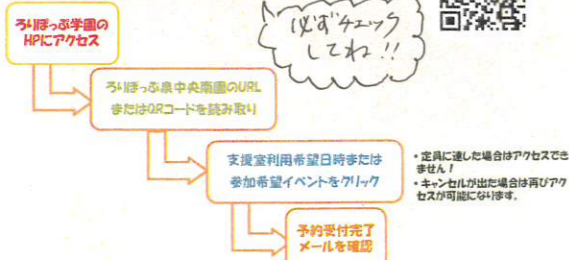 ろりぽっぷ学園の
HPにアクセス
必ずチェック
してね!!
ろりぽっぷ泉中央南園のURL
またはQRコードを読み取り
支援室利用希望日時または
参加希望イベントをクリック
・定員に達した場合はアクセスでき
ません！
・キャンセルが出た場合は再びアク
セスが可能になります。
予約受付完了
メールを確認